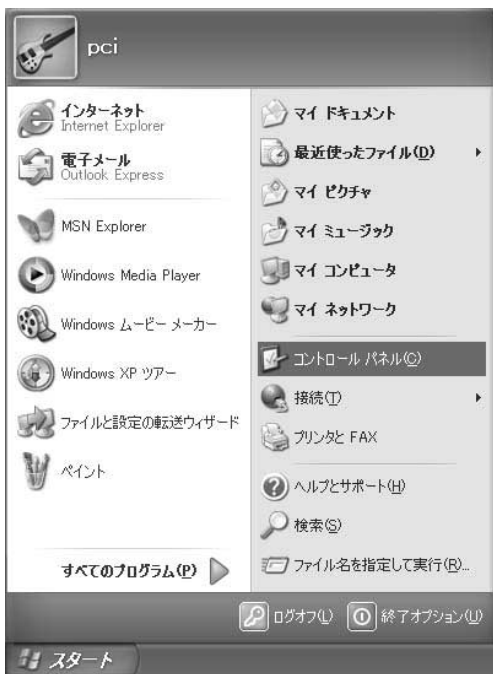 pci
インターネット
Internet Explorer
電子メール
Outlook Express
MSN Explorer
Windows Media Player
Windows ムービー メーカー
Windows XP ツアー
ファイルと設定の転送ウィザード
ペイント
すべてのプログラム(P)
マイ ドキュメント
最近使ったファイル(D)
マイ ピクチャ
マイ ミュージック
マイ コンピュータ
マイ ネットワーク
コントロール パネル(C)
接続(T)
プリンタと FAX
ヘルプとサポート(H)
検索(S)
ファイル名を指定して実行(R)...
ログオフ(L)
終了オプション(U)
スタート